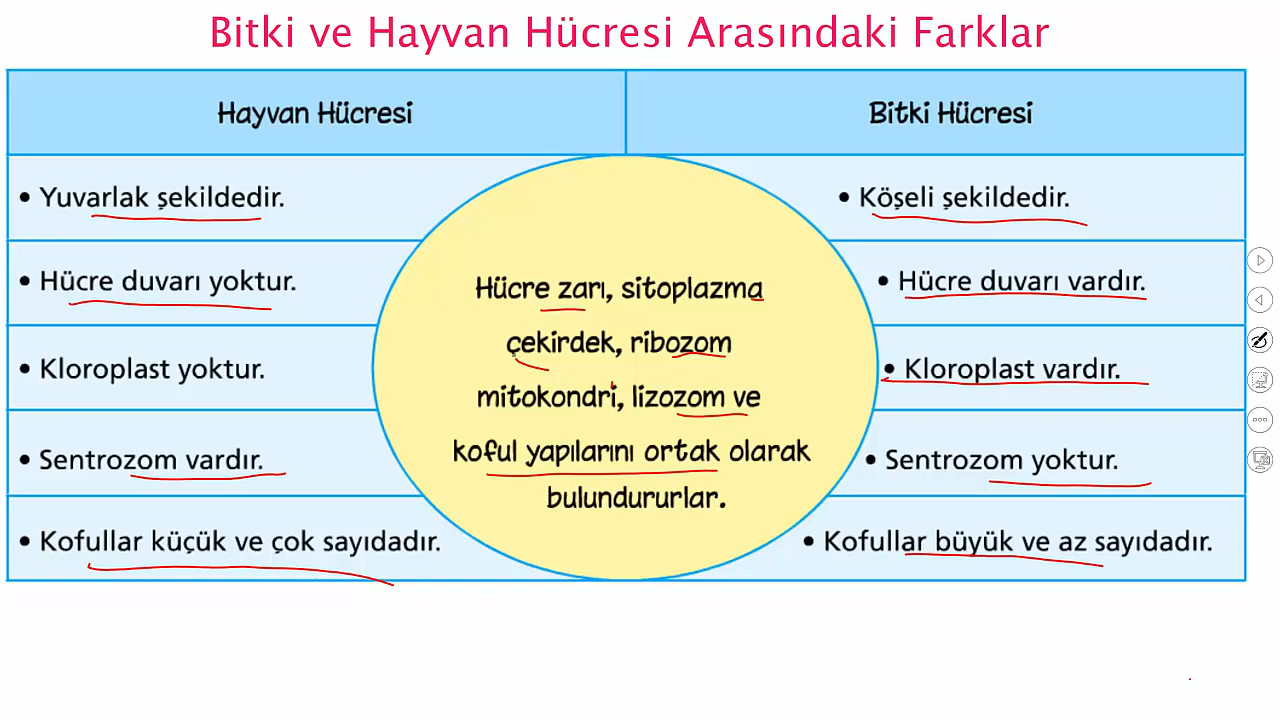 Bitki ve Hayvan Hücresi Arasındaki Farklar
Hayvan Hücresi
Bitki Hücresi
• Yuvarlak şekildedir.
• Köşeli şekildedir.
• Hücre duvarı yoktur.
• Hücre duvarı vardır.
• Kloroplast yoktur.
• Kloroplast vardır.
• Sentrozom vardır.
• Sentrozom yoktur.
• Kofullar küçük ve çok sayıdadır.
• Kofullar büyük ve az sayıdadır.
Hücre zarı, sitoplazma
çekirdek, ribozom
mitokondri, lizozom ve
koful yapılarını ortak olarak
bulundururlar.